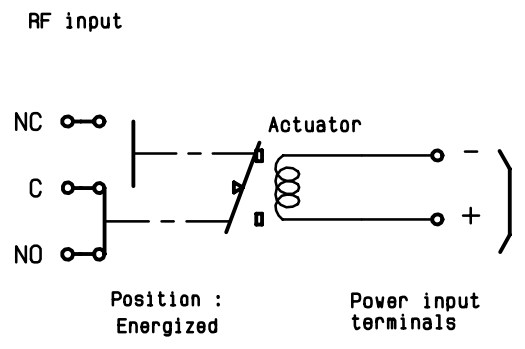 RF input
NC
Actuator
-
C
+
NO
Position :
Energized
Power input
terminals